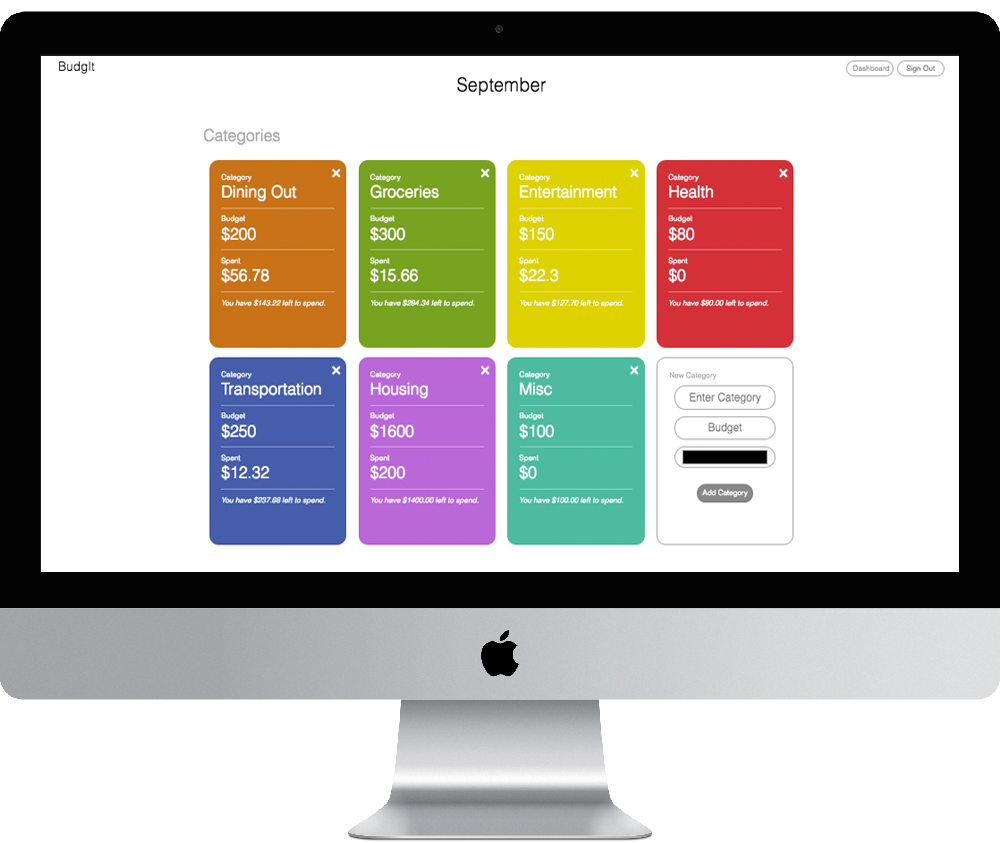 BudgIt
Dashboard
Sign Out
September
Categories
Category
Dining Out
Budget
$200
Spent
$56.78
You have $143.22 left to spend.
Category
Groceries
Budget
$300
Spent
$15.66
You have $284.34 left to spend.
Category
Entertainment
Budget
$150
Spent
$22.3
You have $127.70 left to spend.
Category
Health
Budget
$80
Spent
$0
You have $80.00 left to spend.
Category
Transportation
Budget
$250
Spent
$12.32
You have $237.68 left to spend.
Category
Housing
Budget
$1600
Spent
$200
You have $1400.00 left to spend.
Category
Misc
Budget
$100
Spent
$0
You have $100.00 left to spend.
New Category
Enter Category
Budget
Add Category